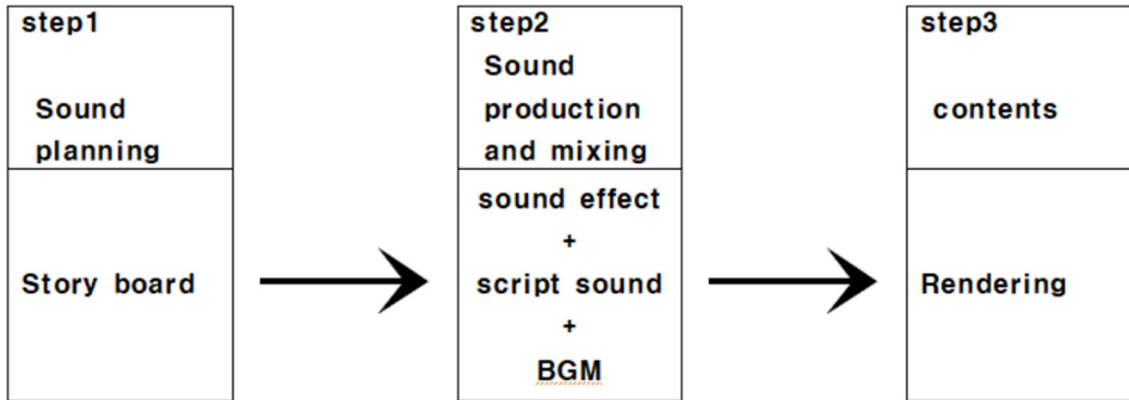 step1
Sound
planning
Story board
step2
Sound
production
and mixing
sound effect
+
script sound
+
BGM
step3
contents
Rendering